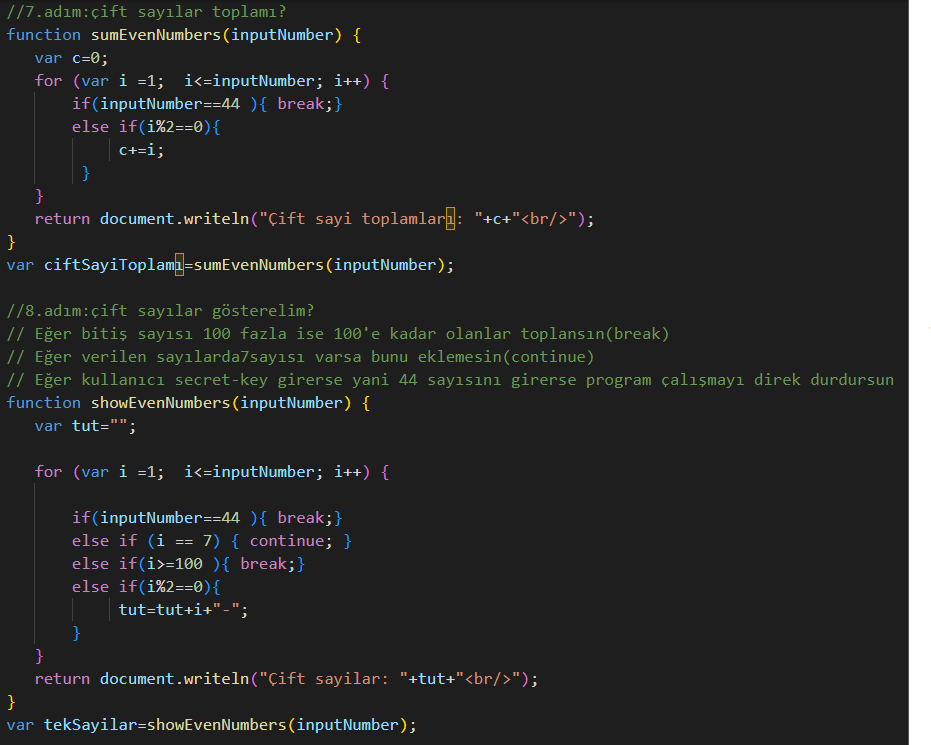 //7.adım:çift sayılar toplamı?
function sumEvenNumbers(inputNumber) {
var c=0;
for (var i =1;  i<=inputNumber; i++) {
if(inputNumber==44 ){ break;}
else if(i%2==0){
c+=i;
}
}
return document.writeln("Çift sayi toplamları: "+c+"<br/>");
}
var ciftSayiToplamı=sumEvenNumbers(inputNumber);
//8.adım:çift sayılar gösterelim?
// Eğer bitiş sayısı 100 fazla ise 100'e kadar olanlar toplansın(break)
// Eğer verilen sayılarda7sayısı varsa bunu eklemesin(continue)
// Eğer kullanıcı secret-key girerse yani 44 sayısını girerse program çalışmayı direk durdursun
function showEvenNumbers(inputNumber) {
var tut="";
for (var i =1;  i<=inputNumber; i++) {
if(inputNumber==44 ){ break;}
else if (i == 7) { continue; }
else if(i>=100 ){ break;}
else if(i%2==0){
tut=tut+i+"-";
}
}
return document.writeln("Çift sayilar: "+tut+"<br/>");
}
var tekSayilar=showEvenNumbers(inputNumber);